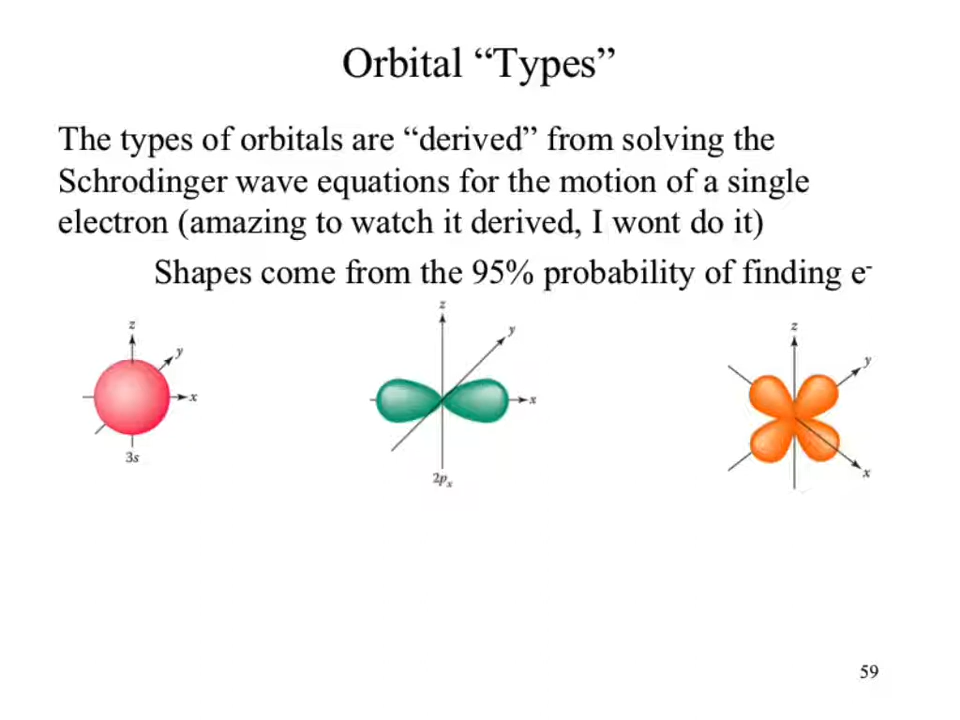 Orbital “Types”
The types of orbitals are “derived” from solving the
Schrodinger wave equations for the motion of a single
electron (amazing to watch it derived, I wont do it)
Shapes come from the 95% probability of finding e-
z
y
x
3s
z
y
x
2px
z
y
x
59